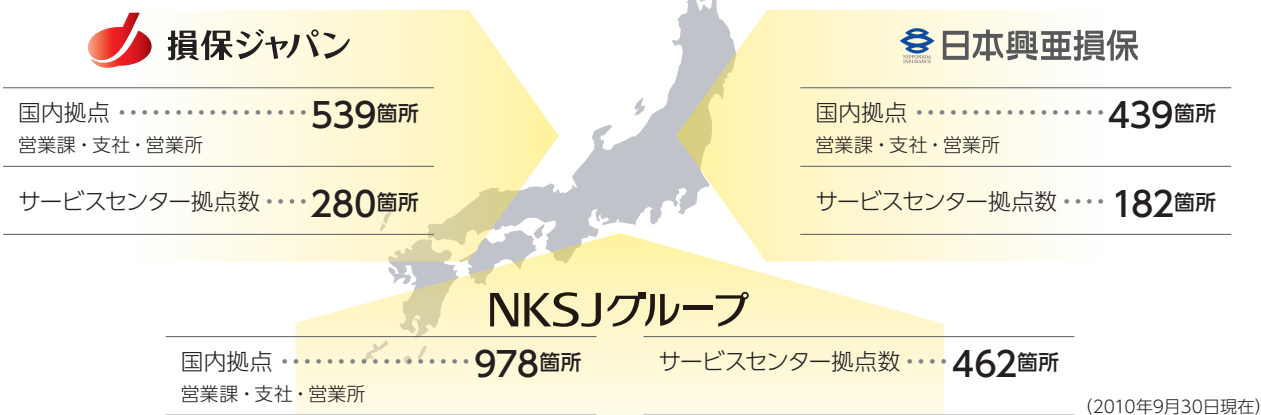 損保ジャパン
国内拠点 ················· 539箇所
営業課・支社・営業所
サービスセンター拠点数 ···· 280箇所
NIPPONKOA
INSURANCE
日本興亜損保
国内拠点 ················· 439箇所
営業課・支社・営業所
サービスセンター拠点数 ···· 182箇所
NKSJグループ
国内拠点 ················· 978箇所
営業課・支社・営業所
サービスセンター拠点数 ···· 462箇所
(2010年9月30日現在)